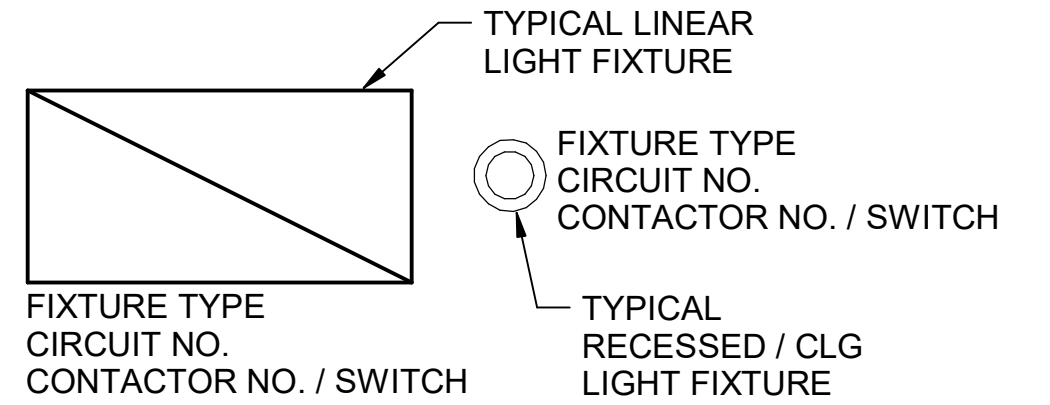 TYPICAL LINEAR
LIGHT FIXTURE
FIXTURE TYPE
CIRCUIT NO.
CONTACTOR NO. / SWITCH
FIXTURE TYPE
CIRCUIT NO.
CONTACTOR NO. / SWITCH
TYPICAL
RECESSED / CLG
LIGHT FIXTURE